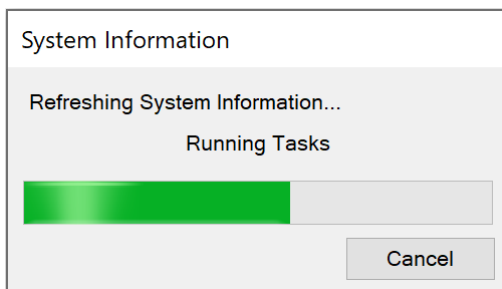 System Information
Refreshing System Information...
Running Tasks
Cancel